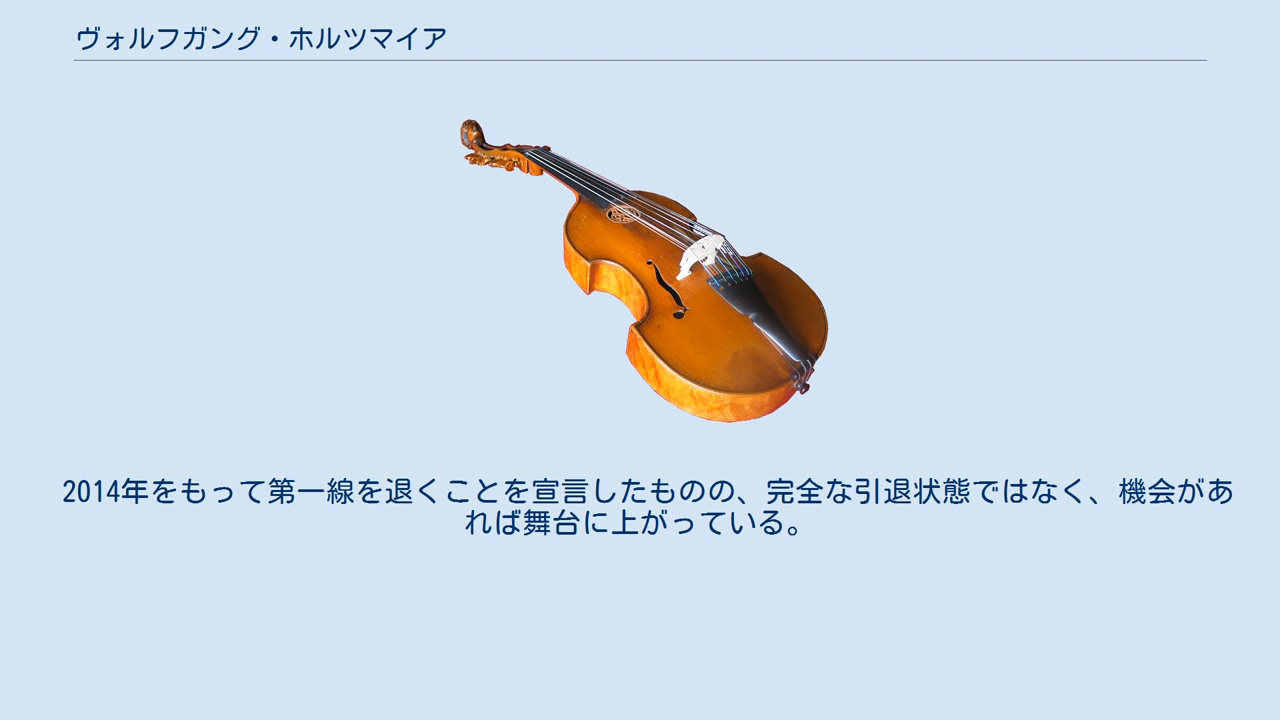 ヴォルフガング・ホルツマイア
2014年をもって第一線を退くことを宣言したものの、完全な引退状態ではなく、機会があ
れば舞台に上がっている。